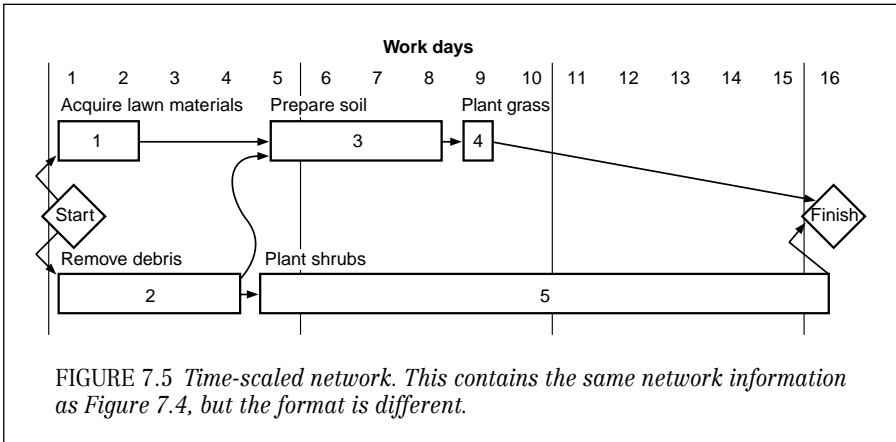 Work days
1 2 3 4 5 6 7 8 9 10 11 12 13 14 15 16
Acquire lawn materials Prepare soil Plant grass
1 3 4
Start Finish
Remove debris Plant shrubs
2 5
FIGURE 7.5 Time-scaled network. This contains the same network information
as Figure 7.4, but the format is different.